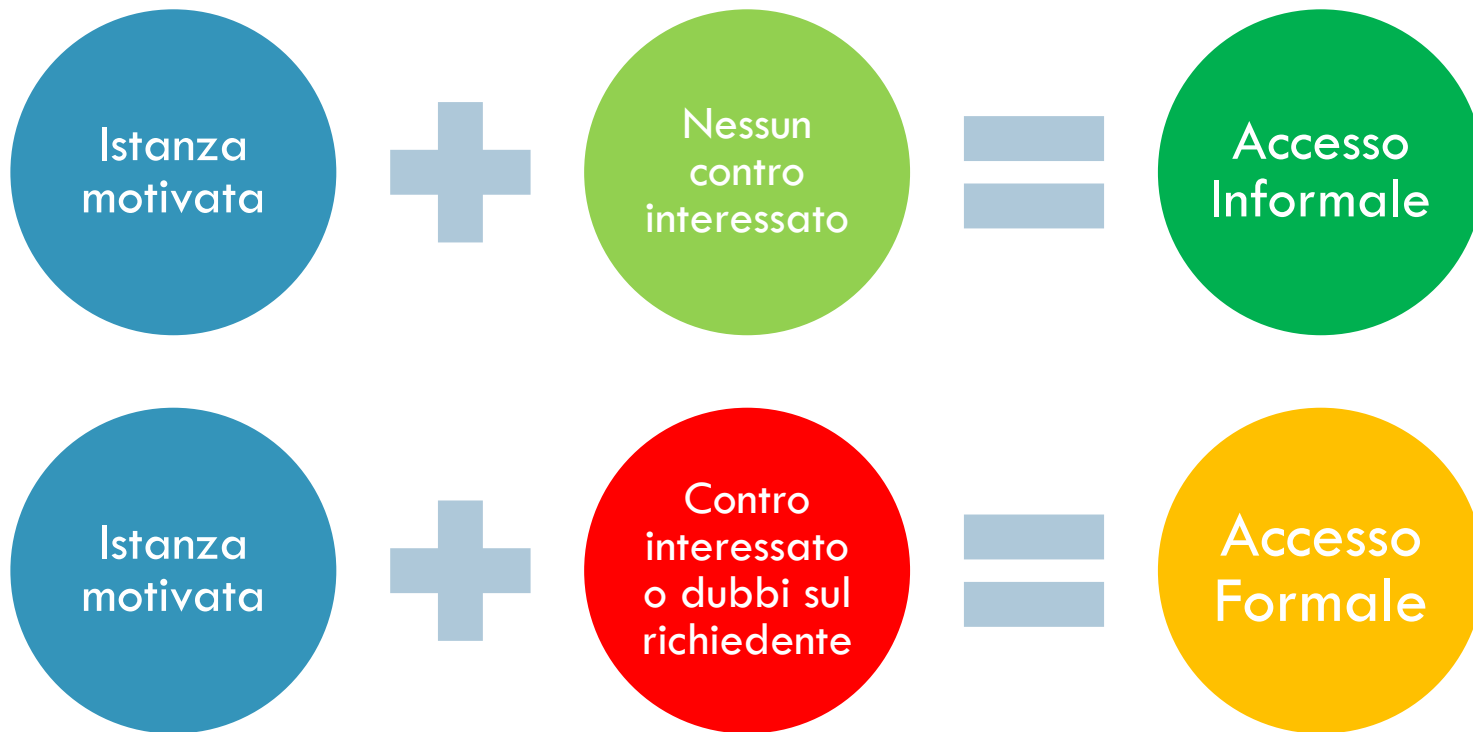 Istanza
motivata
Nessun
contro
interessato
Accesso
Informale
Istanza
motivata
Contro
interessato
o dubbi sul
richiedente
Accesso
Formale